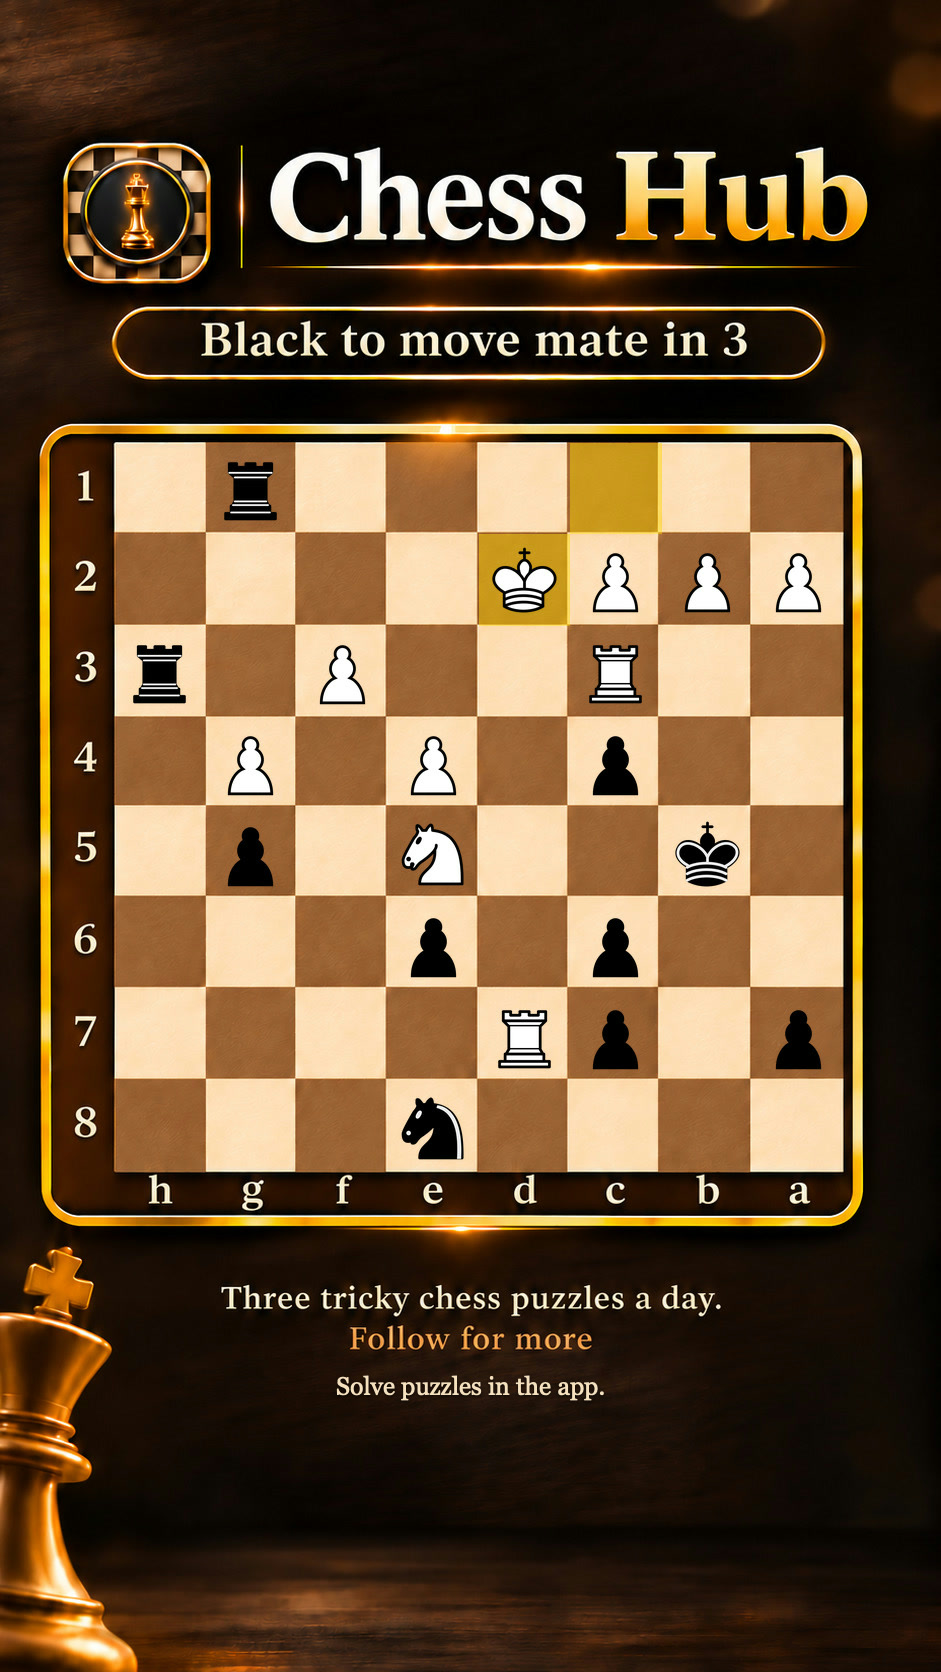 Chess Hub
Black to move mate in 3
1
2
3
4
5
6
7
8
h g f e d c b a
Three tricky chess puzzles a day.
Follow for more
Solve puzzles in the app.